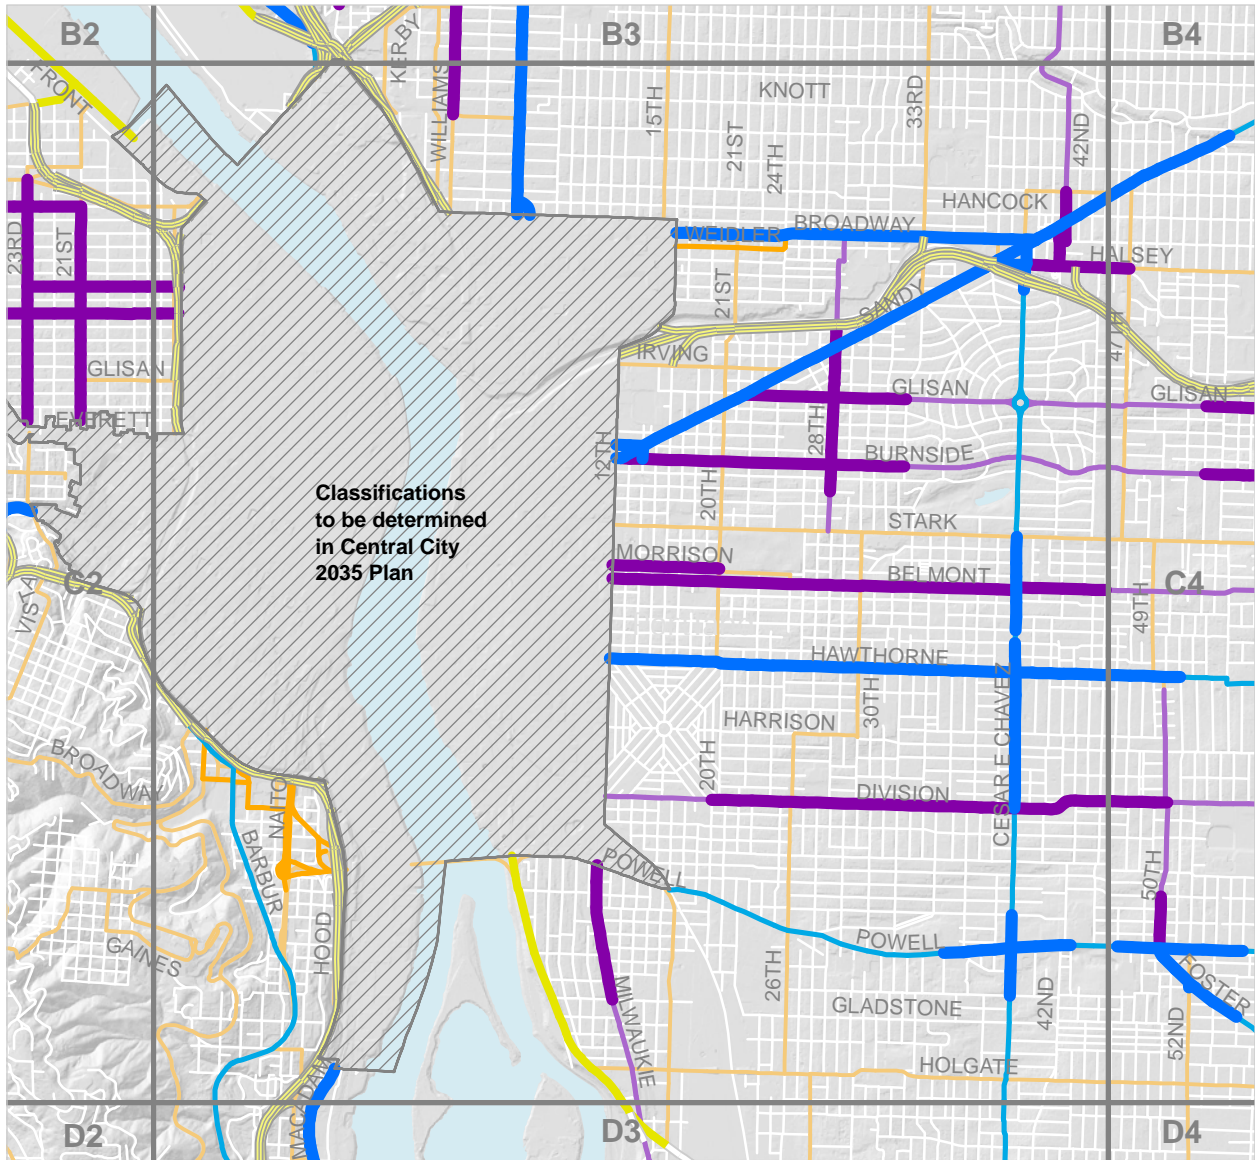 B2
B3
B4
FRONT
KERBY
WILLIAMS
15TH
KNOTT
21ST
24TH
33RD
42ND
HANCOCK
23RD
21ST
WEIDLER
BROADWAY
HALSEY
21ST
SANDY
IRVING
47TH
GLISAN
GLISAN
GLISAN
EVERETT
12TH
28TH
BURNSIDE
20TH
Classifications
to be determined
in Central City
2035 Plan
STARK
MORRISON
BELMONT
C2
C4
VISTA
49TH
HAWTHORNE
CESAR E CHAVEZ
30TH
HARRISON
20TH
BROADWAY
NAITO
DIVISION
BARBUR
POWELL
50TH
HOOD
GAINES
POWELL
26TH
FOSTER
MILWAUKIE
GLADSTONE
42ND
52ND
HOLGATE
MACADAM
D2
D3
D4